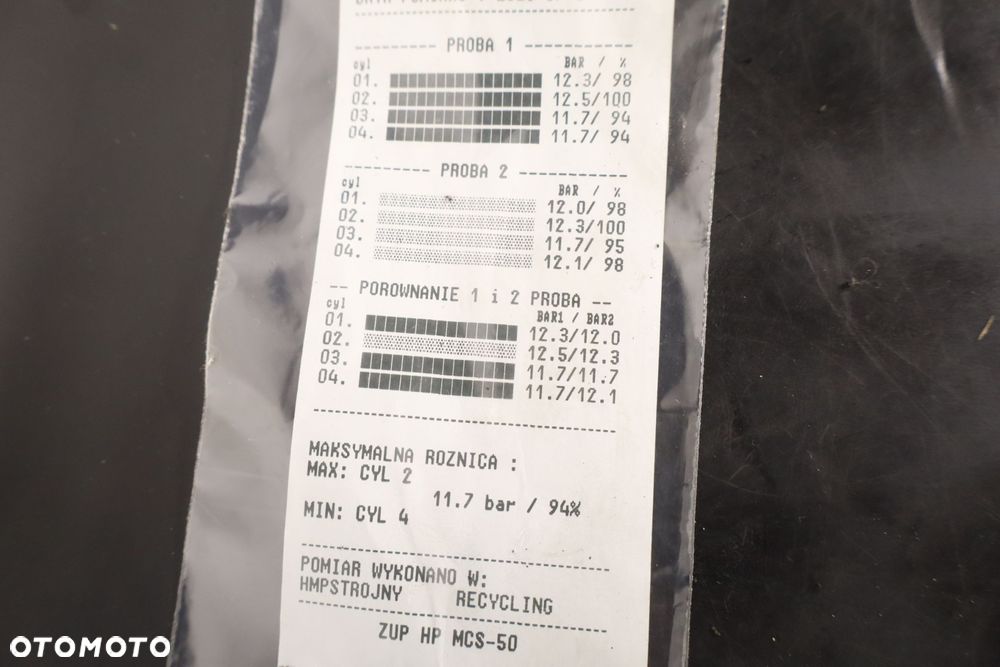 --------- PROBA 1 -----------
cyl BAR / %
01. 12.3/ 98
02. 12.5/100
03. 11.7/ 94
04. 11.7/ 94
--------- PROBA 2 -----------
cyl BAR / %
01. 12.0/ 98
02. 12.3/100
03. 11.7/ 95
04. 12.1/ 98
-- POROWNANIE 1 i 2 PROBA --
cyl BAR1 / BAR2
01. 12.3/12.0
02. 12.5/12.3
03. 11.7/11.7
04. 11.7/12.1
MAKSYMALNA ROZNICA :
MAX: CYL 2
11.7 bar / 94%
MIN: CYL 4
POMIAR WYKONANO W:
HMPSTROJNY RECYCLING
ZUP HP MCS-50
OTOMOTO